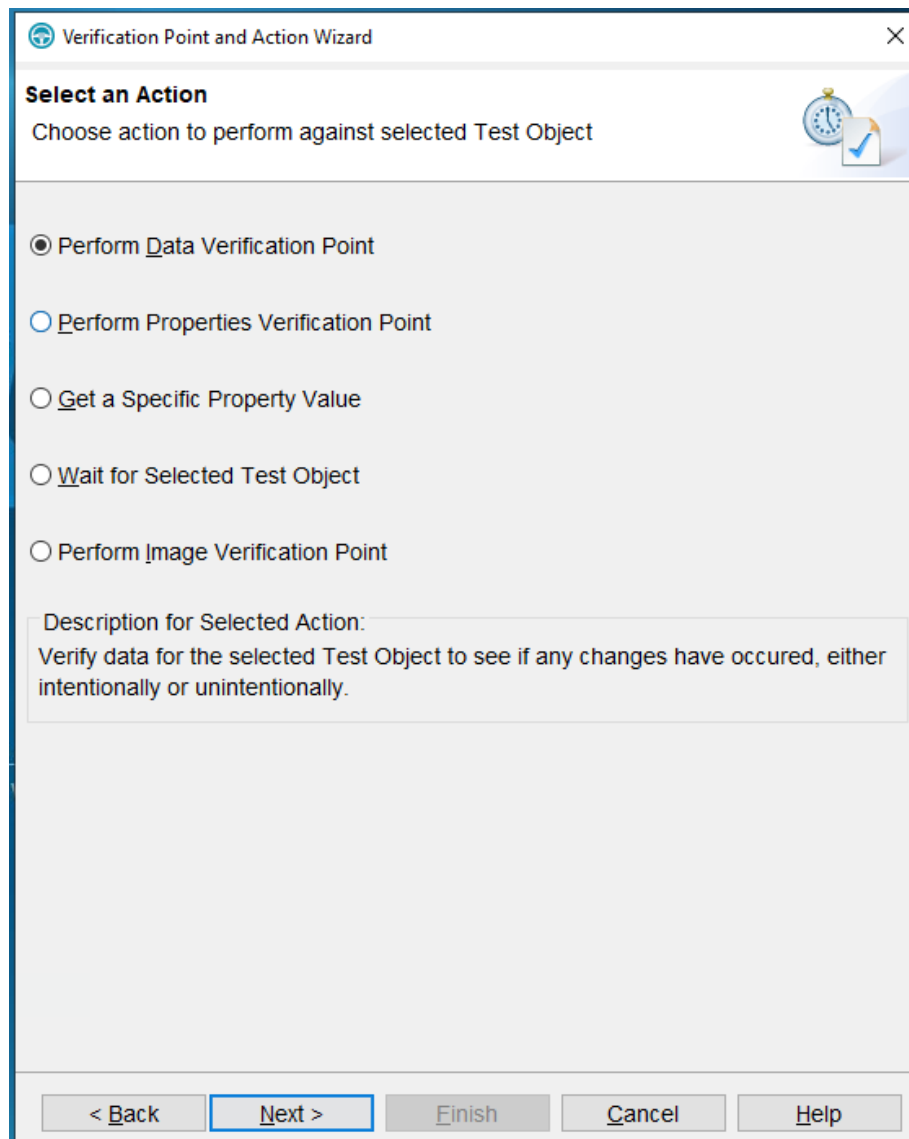 Verification Point and Action Wizard
Select an Action
Choose action to perform against selected Test Object
Perform Data Verification Point
Perform Properties Verification Point
Get a Specific Property Value
Wait for Selected Test Object
Perform Image Verification Point
Description for Selected Action:
Verify data for the selected Test Object to see if any changes have occured, either
intentionally or unintentionally.
< Back Next > Finish Cancel Help